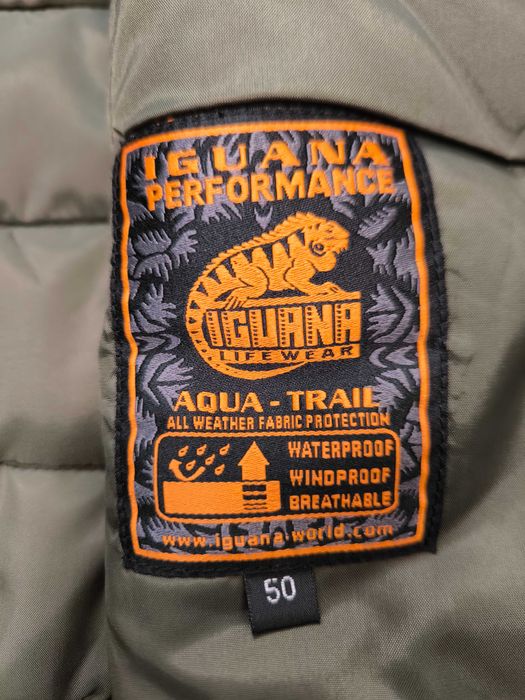 IGUANA
PERFORMANCE
IGUANA
LIFEWEAR
AQUA - TRAIL
ALL WEATHER FABRIC PROTECTION
WATERPROOF
WINDPROOF
BREATHABLE
www.iguana-world.com
50